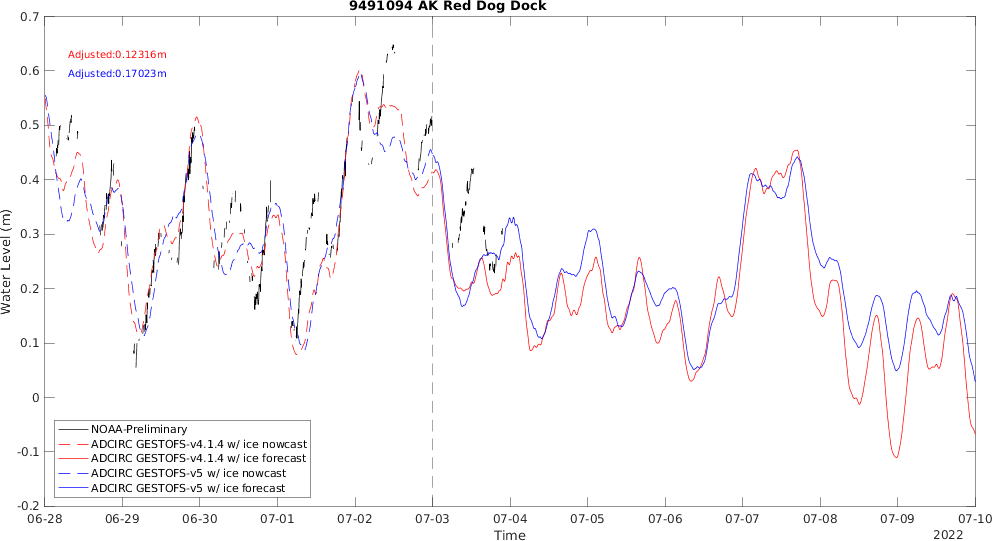 9491094 AK Red Dog Dock
0.7
0.6
0.5
0.4
0.3
0.2
0.1
0
-0.1
-0.2
Water Level (m)
Adjusted:0.12316m
Adjusted:0.17023m
NOAA-Preliminary
ADCIRC GESTOFS-v4.1.4 w/ ice nowcast
ADCIRC GESTOFS-v4.1.4 w/ ice forecast
ADCIRC GESTOFS-v5 w/ ice nowcast
ADCIRC GESTOFS-v5 w/ ice forecast
06-28 06-29 06-30 07-01 07-02 07-03 07-04 07-05 07-06 07-07 07-08 07-09 07-10
Time
2022